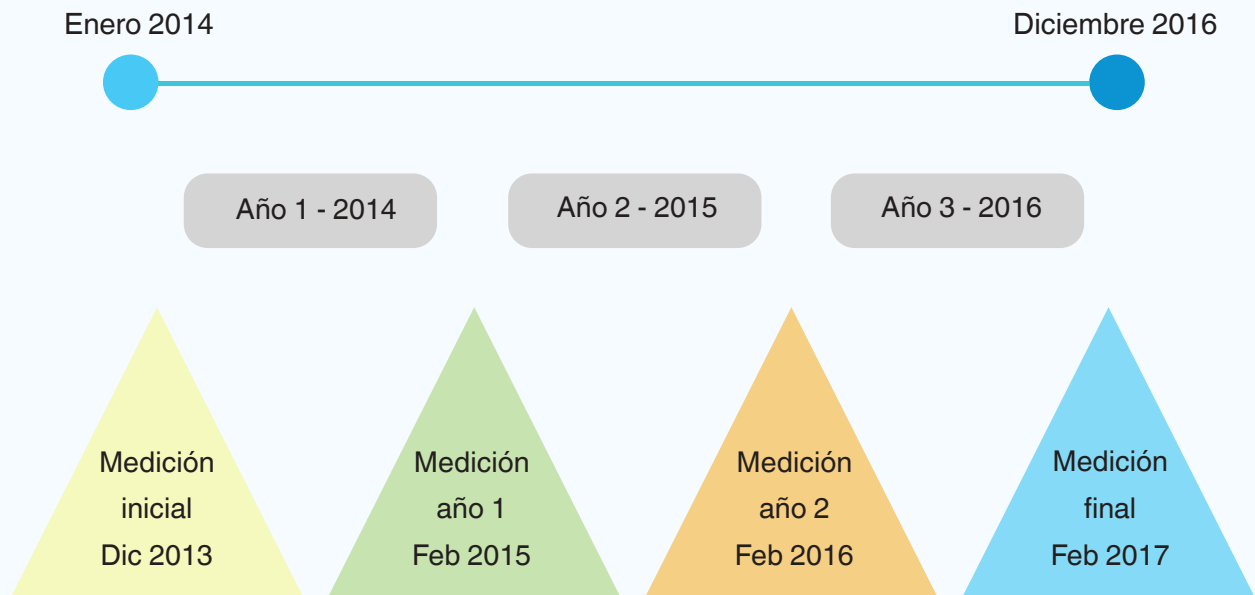 Enero 2014
Diciembre 2016
Año 1 - 2014
Año 2 - 2015
Año 3 - 2016
Medición
inicial
Dic 2013
Medición
año 1
Feb 2015
Medición
año 2
Feb 2016
Medición
final
Feb 2017